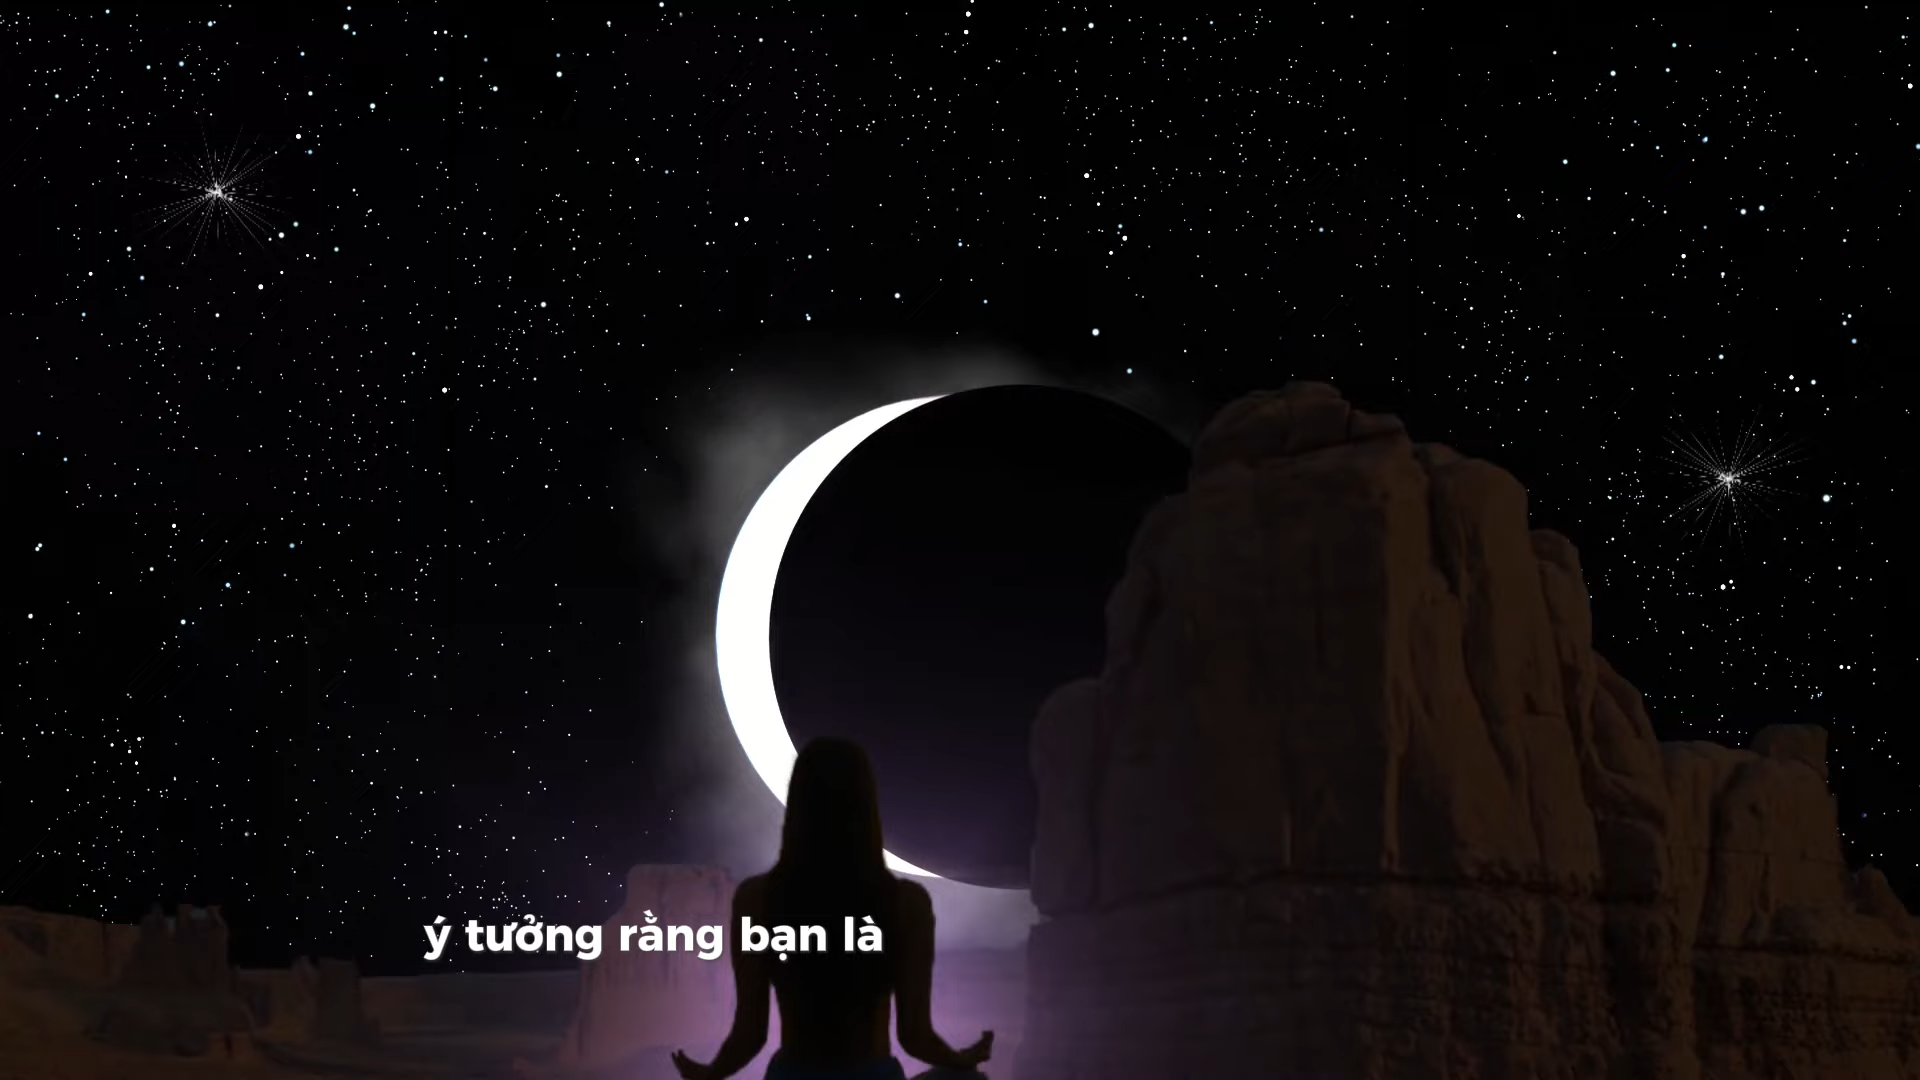 ý tưởng rằng bạn là